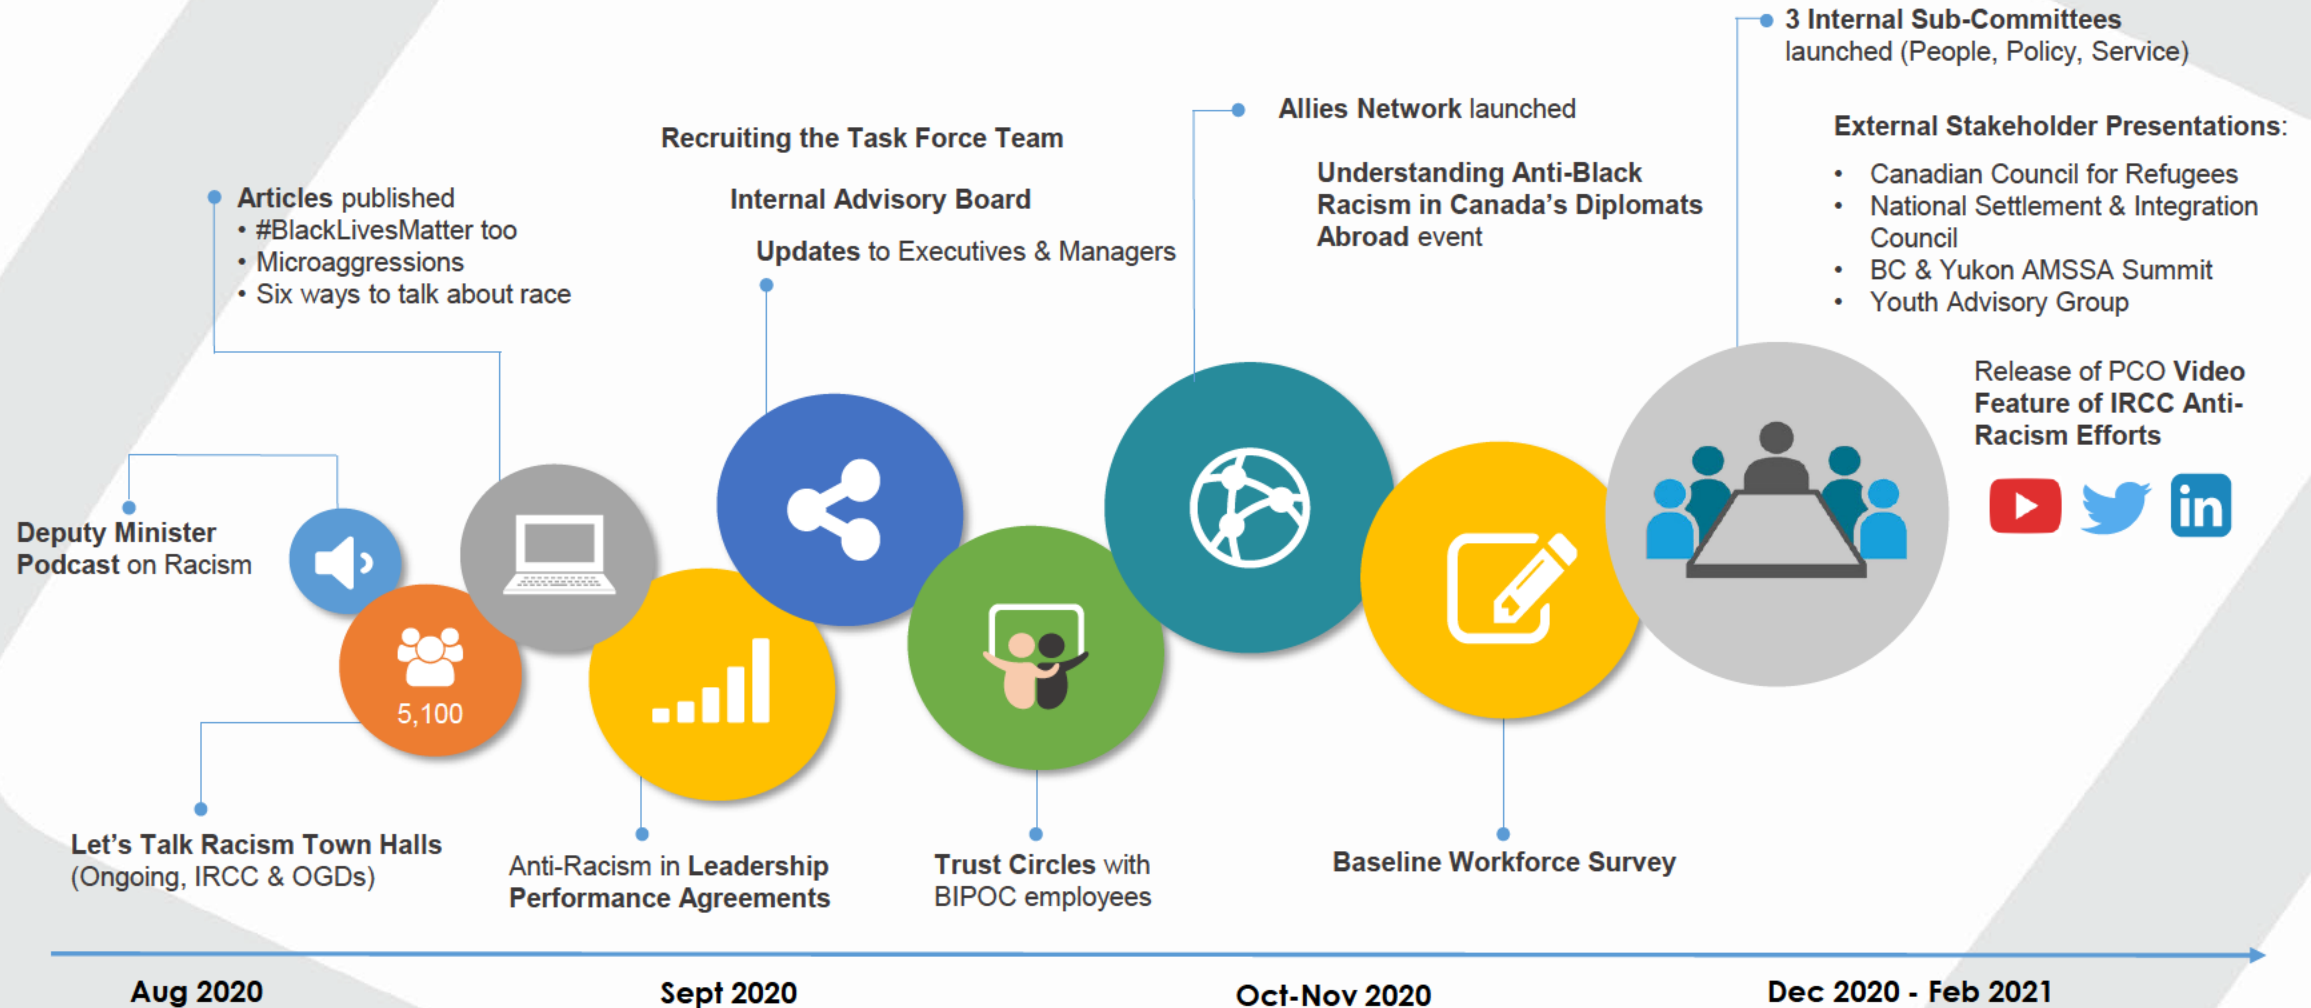 Deputy Minister
Podcast on Racism
5,100
Let's Talk Racism Town Halls
(Ongoing, IRCC & OGDs)
Articles published
• #BlackLivesMatter too
• Microaggressions
• Six ways to talk about race
Anti-Racism in Leadership
Performance Agreements
Recruiting the Task Force Team
Internal Advisory Board
Updates to Executives & Managers
Trust Circles with
BIPOC employees
Allies Network launched
Understanding Anti-Black
Racism in Canada's Diplomats
Abroad event
Baseline Workforce Survey
3 Internal Sub-Committees
launched (People, Policy, Service)
External Stakeholder Presentations:
• Canadian Council for Refugees
• National Settlement & Integration
Council
• BC & Yukon AMSSA Summit
• Youth Advisory Group
Release of PCO Video
Feature of IRCC Anti-
Racism Efforts
in
Aug 2020
Sept 2020
Oct-Nov 2020
Dec 2020 - Feb 2021